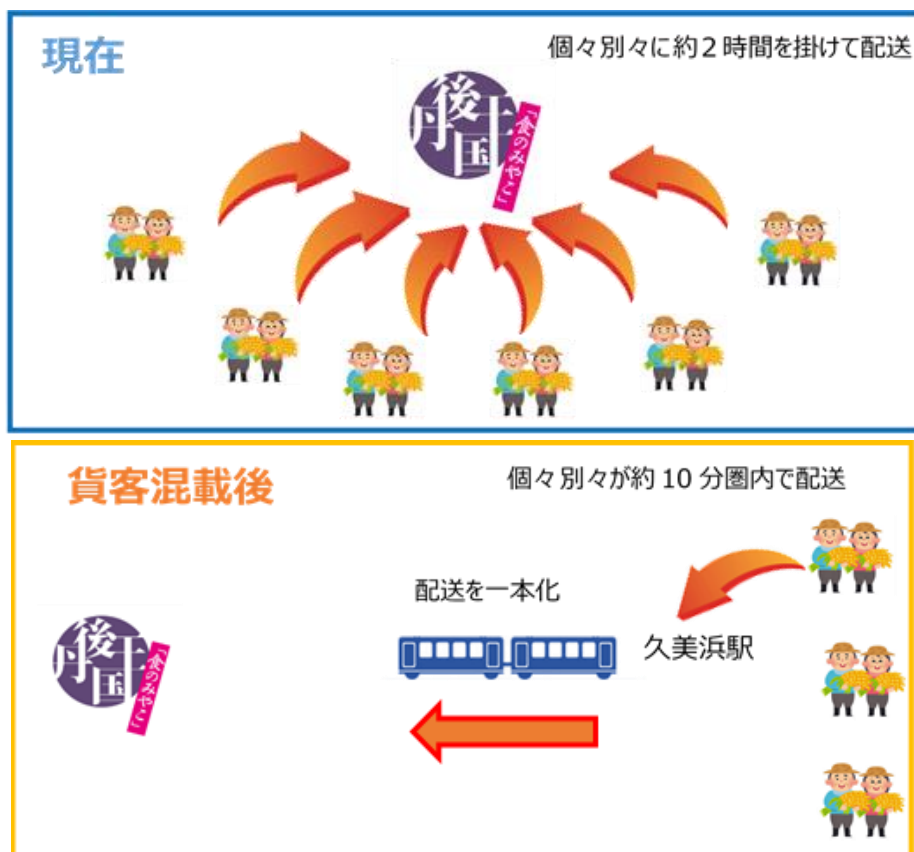 現在
個々別々に約２時間を掛けて配送
丹後王国
「食のみやこ」
貨客混載後
個々別々が約 10 分圏内で配送
配送を一本化
久美浜駅
丹後王国
「食のみやこ」